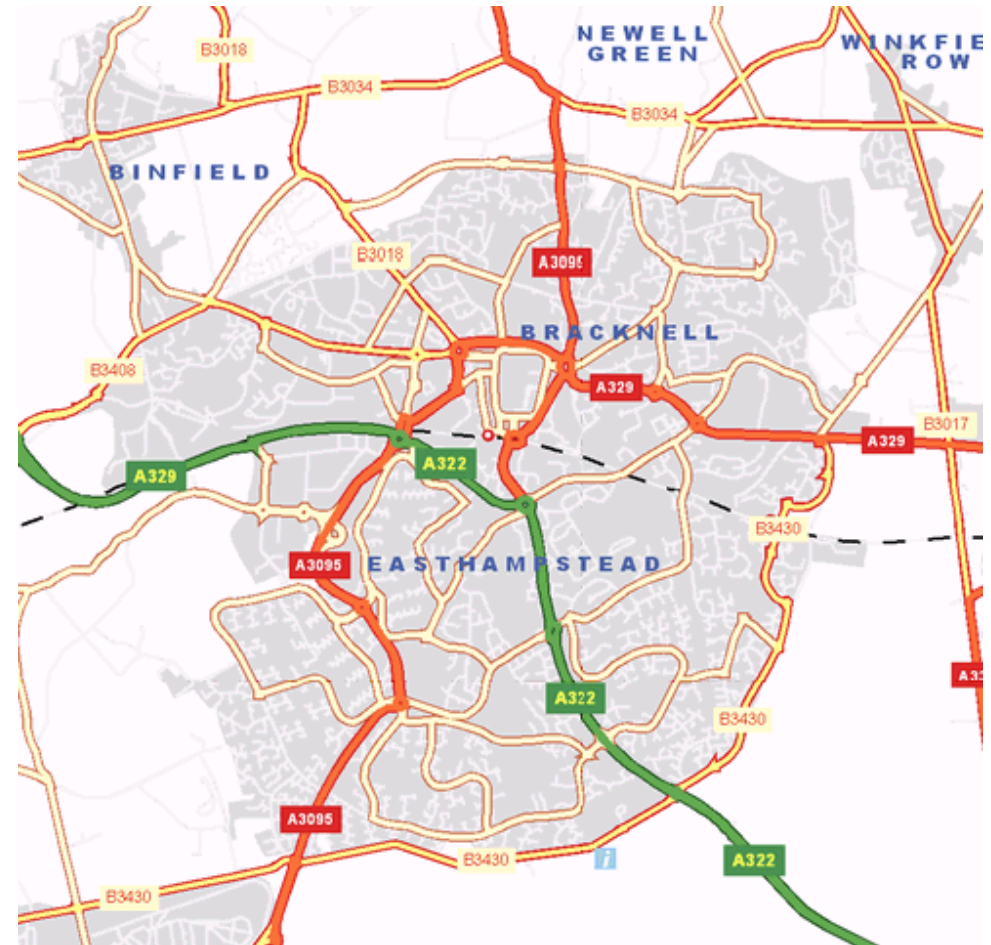 NEWELL
GREEN
WINKFIE
ROW
B3018
B3034
B3034
BINFIELD
B3018
A3095
BRACKNELL
B3408
A329
B3017
A329
A322
A329
B3430
A3095
EASTHAMPSTEAD
A33
A322
B3430
A3095
B3430
i
A322
B3430